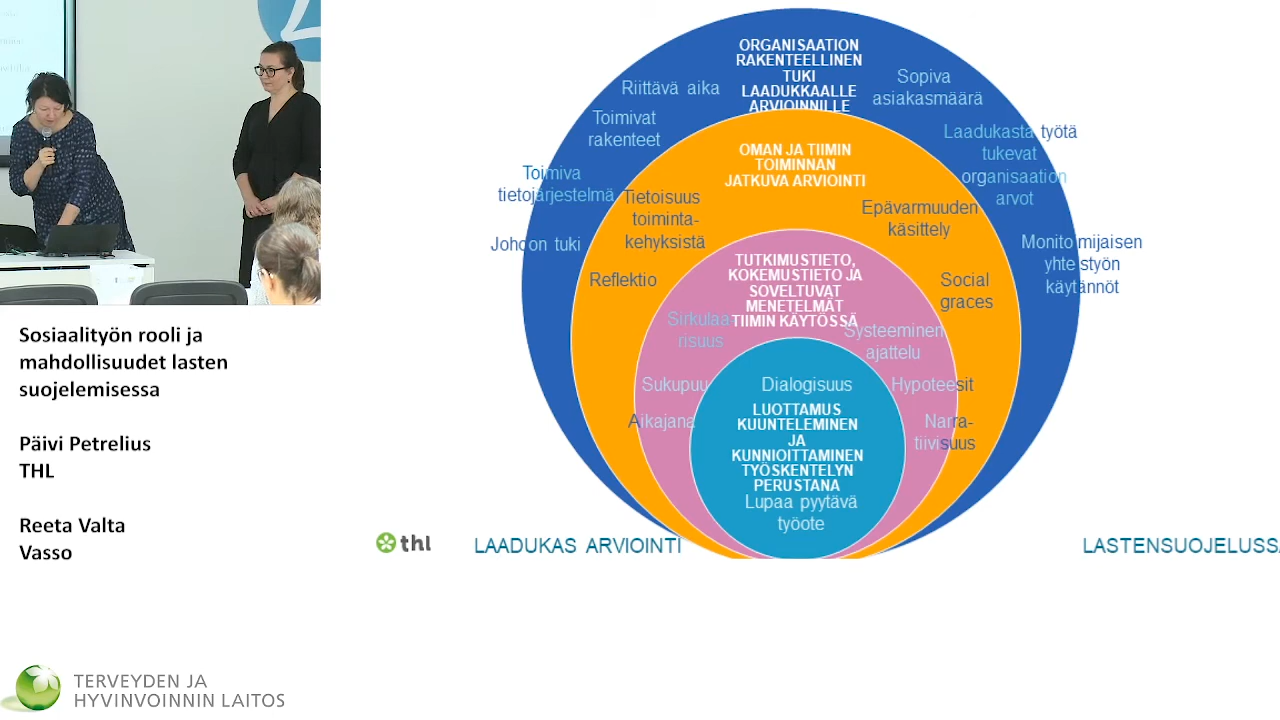 ORGANISAATION
RAKENTEELLINEN
TUKI
LAADUKKAALLE
ARVIOINNILLE
Riittävä aika
Sopiva
asiakasmäärä
Toimivat
rakenteet
Laadukasta työtä
tukevat
organisaation
arvot
Toimiva
tietojärjestelmä
Johdon tuki
Monitoimijaisen
yhteistyön
käytännöt
OMAN JA TIIMIN
TOIMINNAN
JATKUVA ARVIOINTI
Tietoisuus
toiminta-
kehyksistä
Epävarmuuden
käsittely
Reflektio
Social
graces
TUTKIMUSTIETO,
KOKEMUSTIETO JA
SOVELTUVAT
MENETELMÄT
TIIMIN KÄYTÖSSÄ
Sirkulaa
risuus
Systeeminen
ajattelu
Sukupuu
Hypoteesit
Aikajana
Narra-
tiivisuus
Dialogisuus
LUOTTAMUS
KUUNTELEMINEN
JA
KUNNIOITTAMINEN
TYÖSKENTELYN
PERUSTANA
Lupaa pyytävä
työote
thl
LAADUKAS ARVIOINTI
LASTENSUOJELUSSA
Sosiaalityön rooli ja
mahdollisuudet lasten
suojelemisessa
Päivi Petrelius
THL
Reeta Valta
Vasso
TERVEYDEN JA
HYVINVOINNIN LAITOS